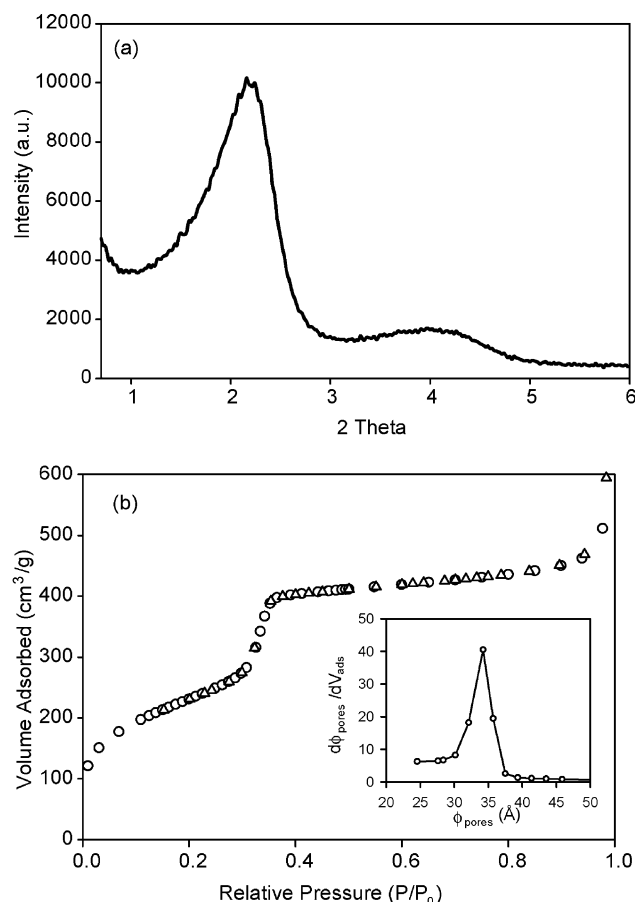 (a)
Intensity (a.u.)
12000
10000
8000
6000
4000
2000
0
1 2 3 4 5 6
2 Theta
(b)
Volume Adsorbed (cm³/g)
600
500
400
300
200
100
0
0.0 0.2 0.4 0.6 0.8 1.0
Relative Pressure (P/P₀)
dϕpores /dVads
50
40
30
20
10
0
20 25 30 35 40 45 50
ϕpores (Å)